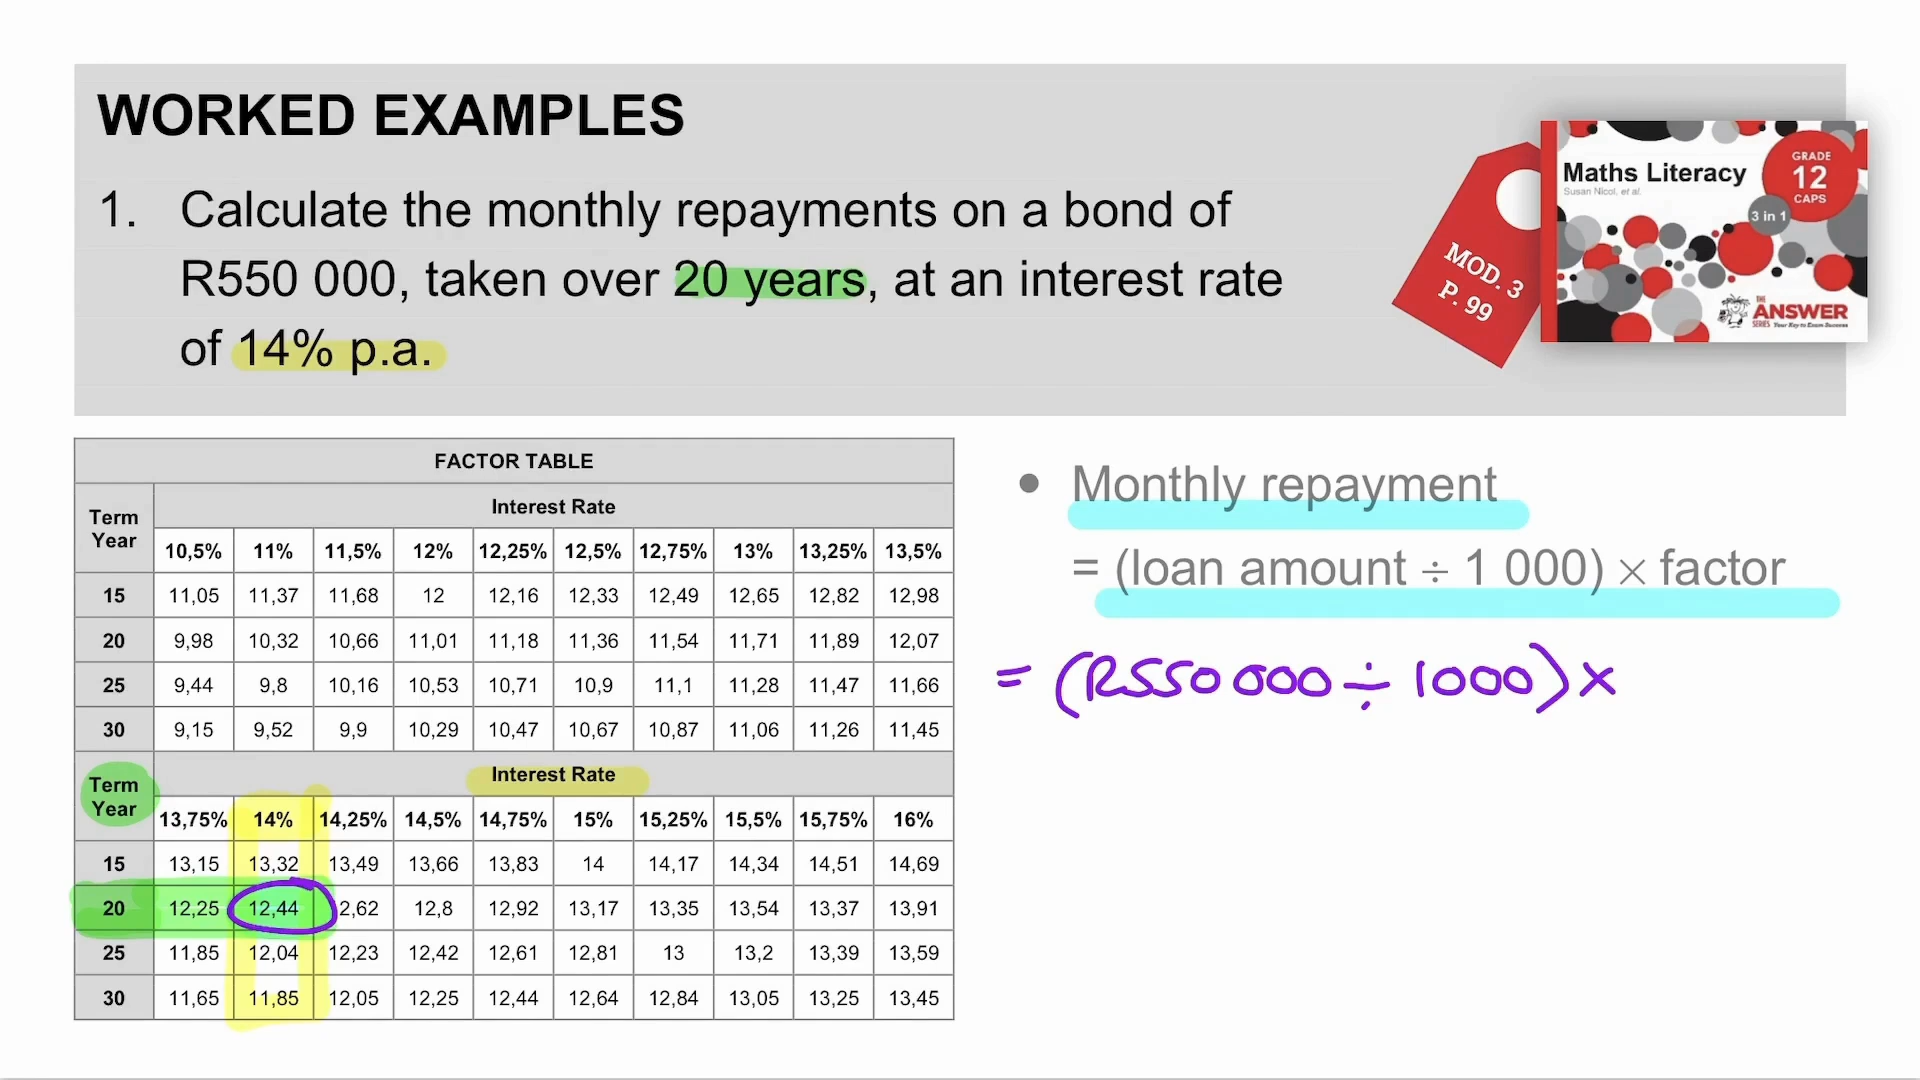 WORKED EXAMPLES
1. Calculate the monthly repayments on a bond of
R550 000, taken over 20 years, at an interest rate
of 14% p.a.
MOD. 3
P. 99
Maths Literacy
Susan Nicol, et al.
GRADE
12
CAPS
3 in 1
THE
ANSWER
SERIES Your Key to Exam Success
FACTOR TABLE
Term
Year
Interest Rate
10,5% 11% 11,5% 12% 12,25% 12,5% 12,75% 13% 13,25% 13,5%
15 11,05 11,37 11,68 12 12,16 12,33 12,49 12,65 12,82 12,98
20 9,98 10,32 10,66 11,01 11,18 11,36 11,54 11,71 11,89 12,07
25 9,44 9,8 10,16 10,53 10,71 10,9 11,1 11,28 11,47 11,66
30 9,15 9,52 9,9 10,29 10,47 10,67 10,87 11,06 11,26 11,45
Term
Year
Interest Rate
13,75% 14% 14,25% 14,5% 14,75% 15% 15,25% 15,5% 15,75% 16%
15 13,15 13,32 13,49 13,66 13,83 14 14,17 14,34 14,51 14,69
20 12,25 12,44 2,62 12,8 12,92 13,17 13,35 13,54 13,37 13,91
25 11,85 12,04 12,23 12,42 12,61 12,81 13 13,2 13,39 13,59
30 11,65 11,85 12,05 12,25 12,44 12,64 12,84 13,05 13,25 13,45
• Monthly repayment
= (loan amount ÷ 1 000) × factor
= (R550 000 ÷ 1000) ×